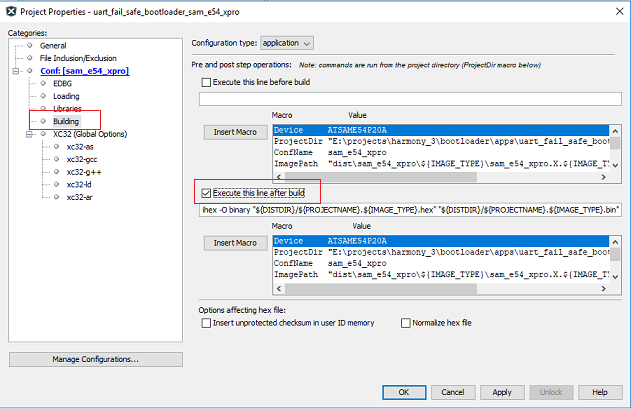 Project Properties - uart_fail_safe_bootloader_sam_e54_xpro
Categories:
General
File Inclusion/Exclusion
Conf: [sam_e54_xpro]
EDBG
Loading
Libraries
Building
XC32 (Global Options)
xc32-as
xc32-gcc
xc32-g++
xc32-ld
xc32-ar
Manage Configurations...
Configuration type: application
Pre and post step operations: Note: commands are run from the project directory (ProjectDir macro below)
Execute this line before build
Macro Value
Insert Macro
Device ATSAME54P20A
ProjectDir "E:\projects\harmony_3\bootloader\apps\uart_fail_safe_boot
ConfName sam_e54_xpro
ImagePath "dist\sam_e54_xpro\${IMAGE_TYPE}\sam_e54_xpro.X.${IMAGE_T
Execute this line after build
ihex -O binary "${DISTDIR}/${PROJECTNAME}.${IMAGE_TYPE}.hex" "${DISTDIR}/${PROJECTNAME}.${IMAGE_TYPE}.bin"
Macro Value
Insert Macro
Device ATSAME54P20A
ProjectDir "E:\projects\harmony_3\bootloader\apps\uart_fail_safe_boot
ConfName sam_e54_xpro
ImagePath "dist\sam_e54_xpro\${IMAGE_TYPE}\sam_e54_xpro.X.${IMAGE_T
Options affecting hex file:
Insert unprotected checksum in user ID memory
Normalize hex file
OK Cancel Apply Unlock Help